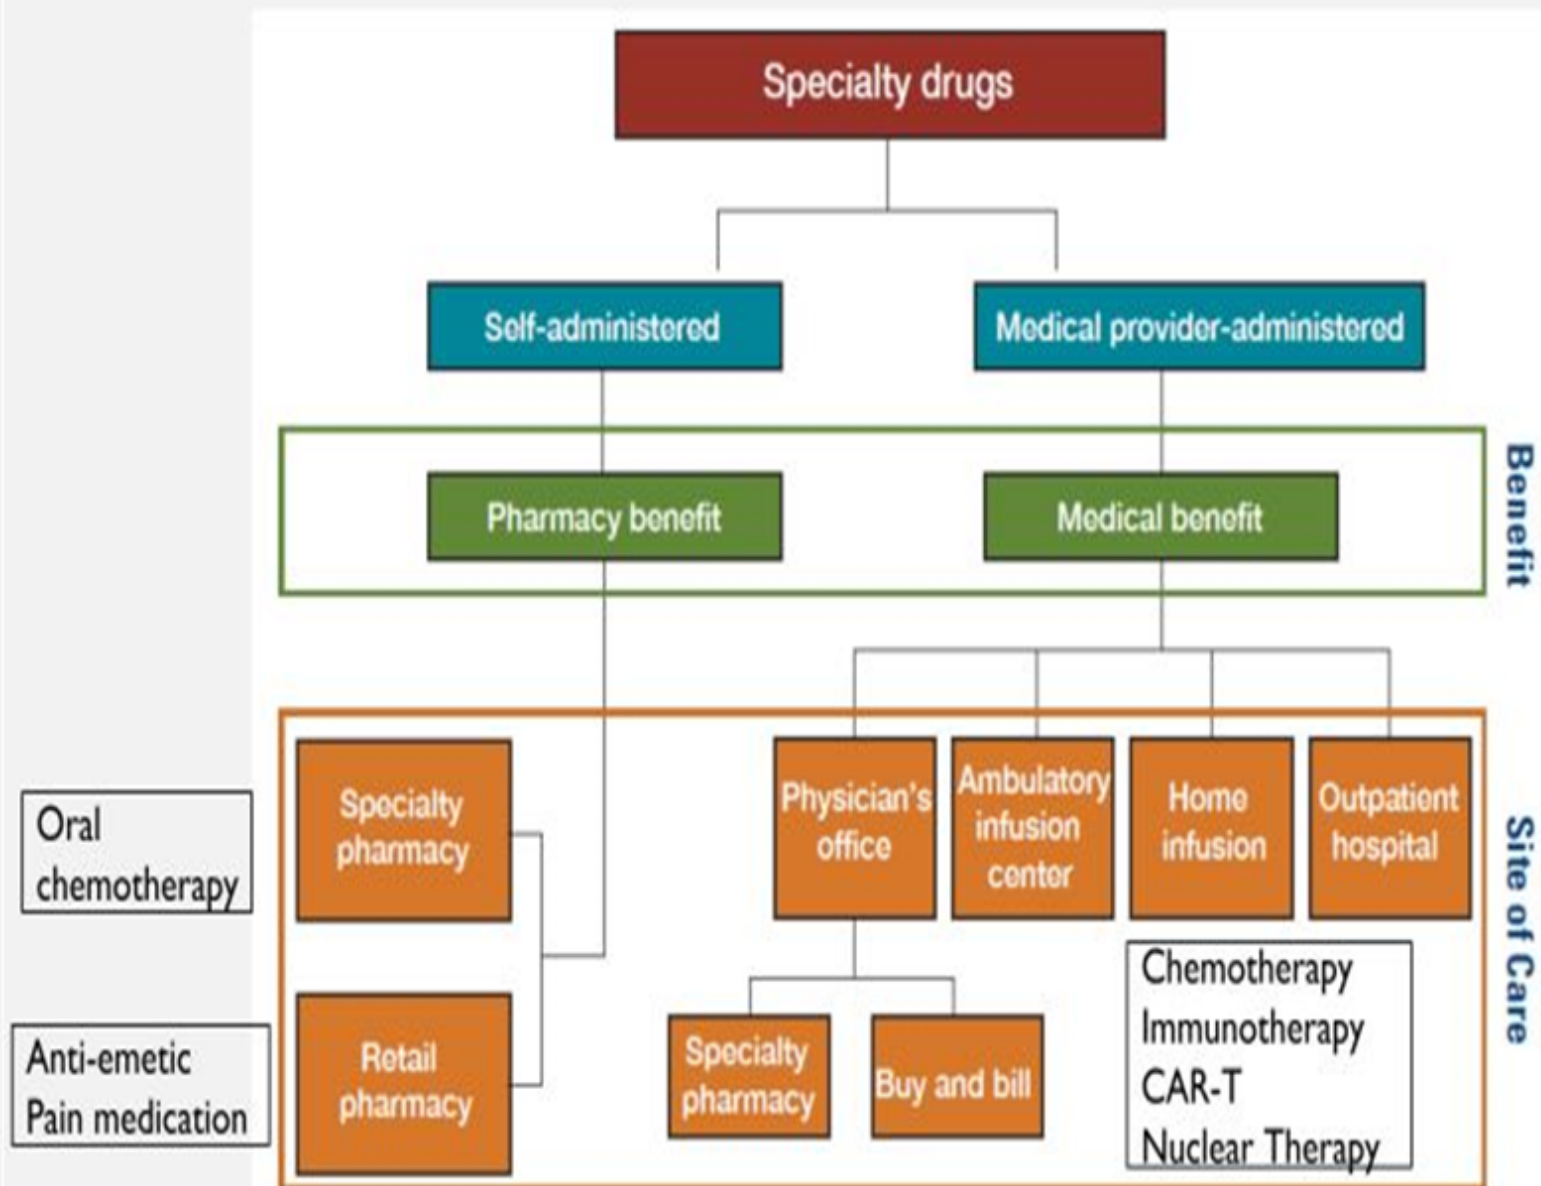 Specialty drugs
Self-administered
Medical provider-administered
Benefit
Pharmacy benefit
Medical benefit
Site of Care
Oral
chemotherapy
Specialty
pharmacy
Physician's
office
Ambulatory
infusion
center
Home
infusion
Outpatient
hospital
Anti-emetic
Pain medication
Retail
pharmacy
Specialty
pharmacy
Buy and bill
Chemotherapy
Immunotherapy
CAR-T
Nuclear Therapy